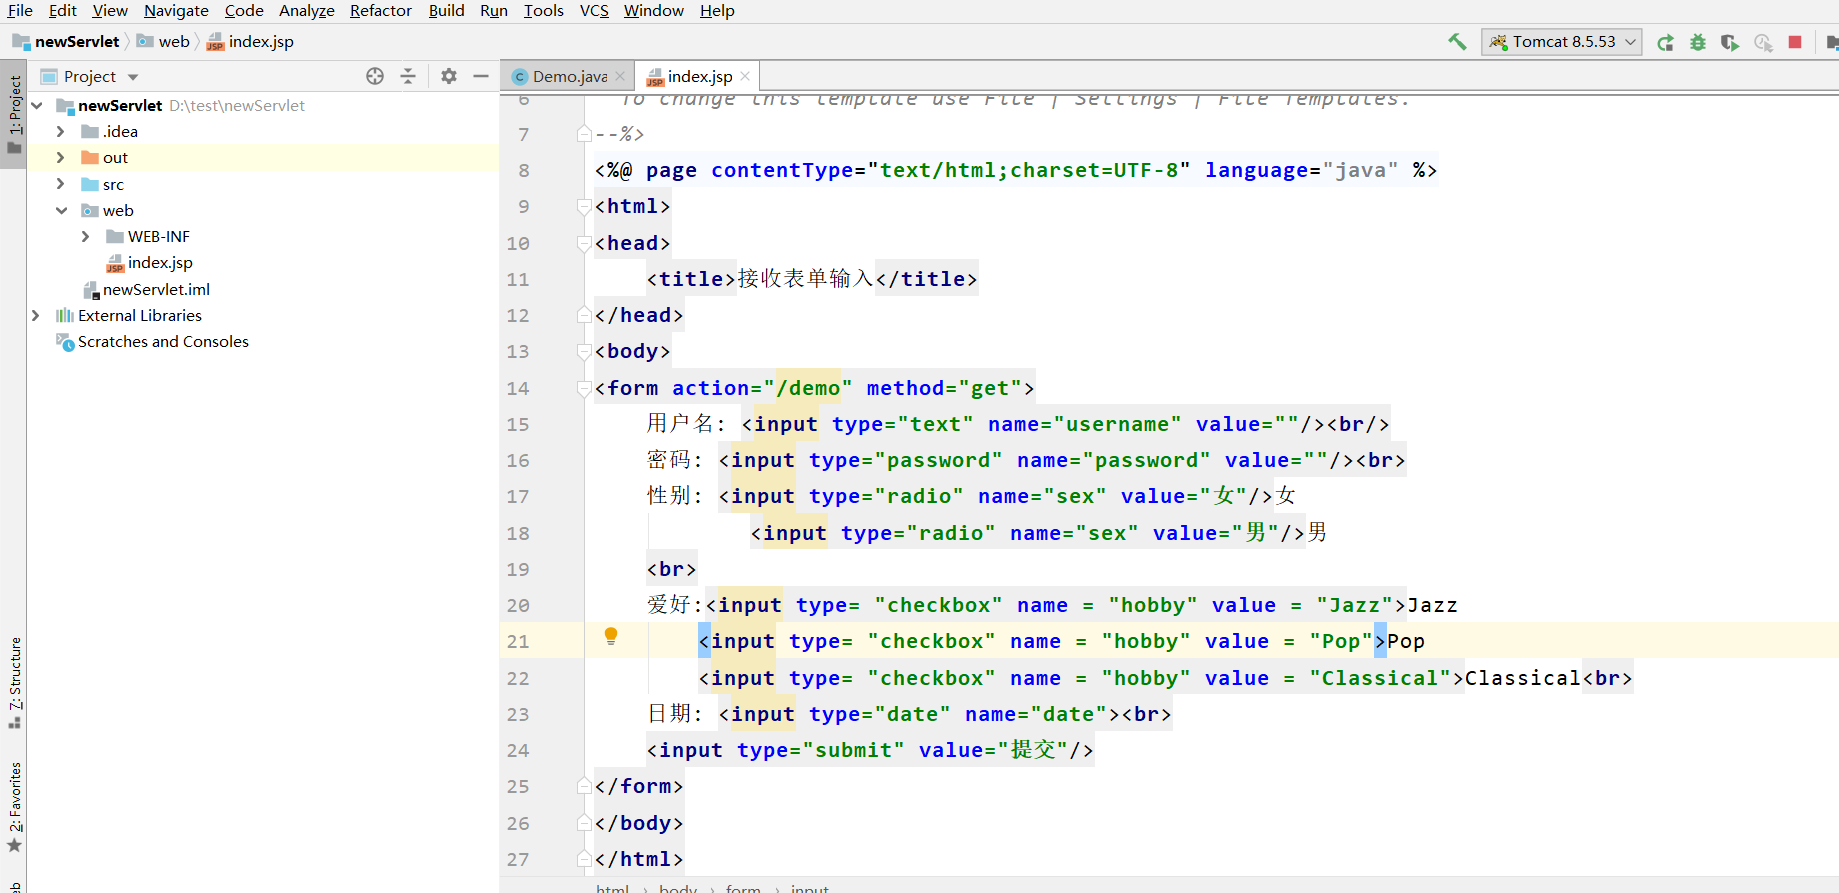 File Edit View Navigate Code Analyze Refactor Build Run Tools VCS Window Help
newServlet web index.jsp
Tomcat 8.5.53
Project
Demo.java index.jsp
1: Project
7: Structure
2: Favorites
newServlet D:\test\newServlet
.idea
out
src
web
WEB-INF
index.jsp
newServlet.iml
External Libraries
Scratches and Consoles
6 To change this template use File | Settings | File Templates.
7 --%>
8 <%@ page contentType="text/html;charset=UTF-8" language="java" %>
9 <html>
10 <head>
11 <title>接收表单输入</title>
12 </head>
13 <body>
14 <form action="/demo" method="get">
15 用户名: <input type="text" name="username" value=""/><br/>
16 密码: <input type="password" name="password" value=""/><br>
17 性别: <input type="radio" name="sex" value="女"/>女
18 <input type="radio" name="sex" value="男"/>男
19 <br>
20 爱好:<input type= "checkbox" name = "hobby" value = "Jazz">Jazz
21 <input type= "checkbox" name = "hobby" value = "Pop">Pop
22 <input type= "checkbox" name = "hobby" value = "Classical">Classical<br>
23 日期: <input type="date" name="date"><br>
24 <input type="submit" value="提交"/>
25 </form>
26 </body>
27 </html>
html › body › form › input